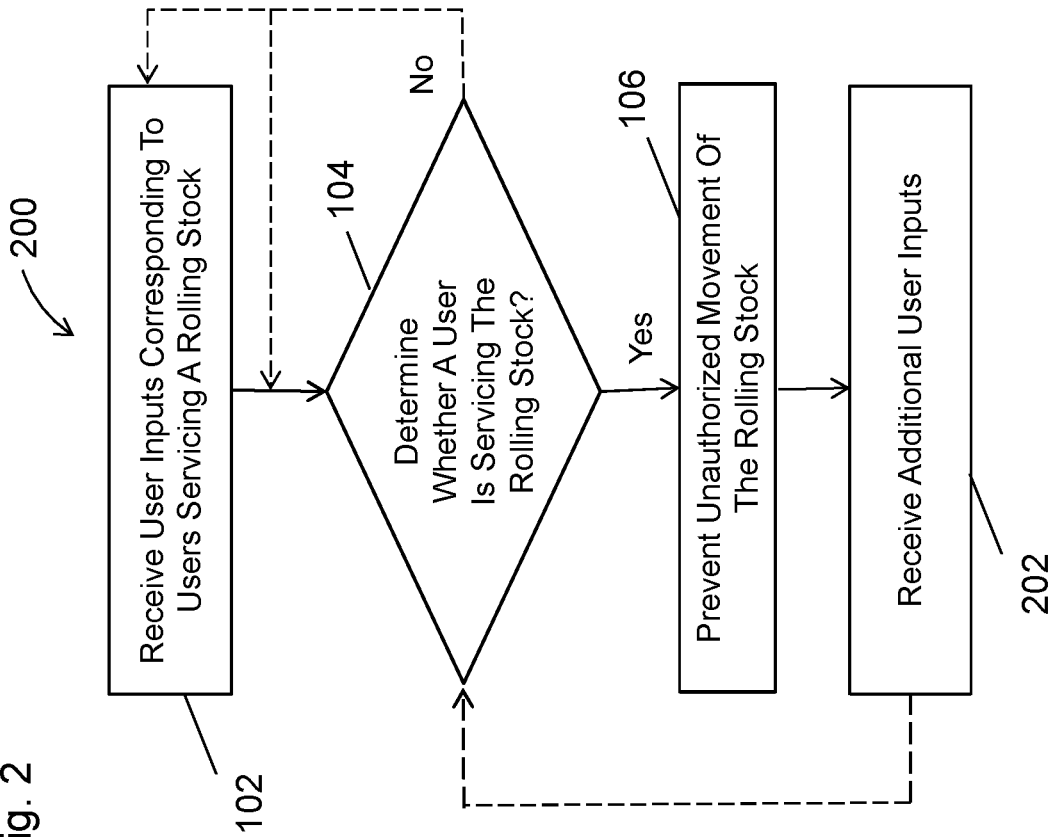 ig. 2
200
Receive User Inputs Corresponding To
Users Servicing A Rolling Stock
102
104
Determine
Whether A User
Is Servicing The
Rolling Stock?
No
Yes
106
Prevent Unauthorized Movement Of
The Rolling Stock
Receive Additional User Inputs
202